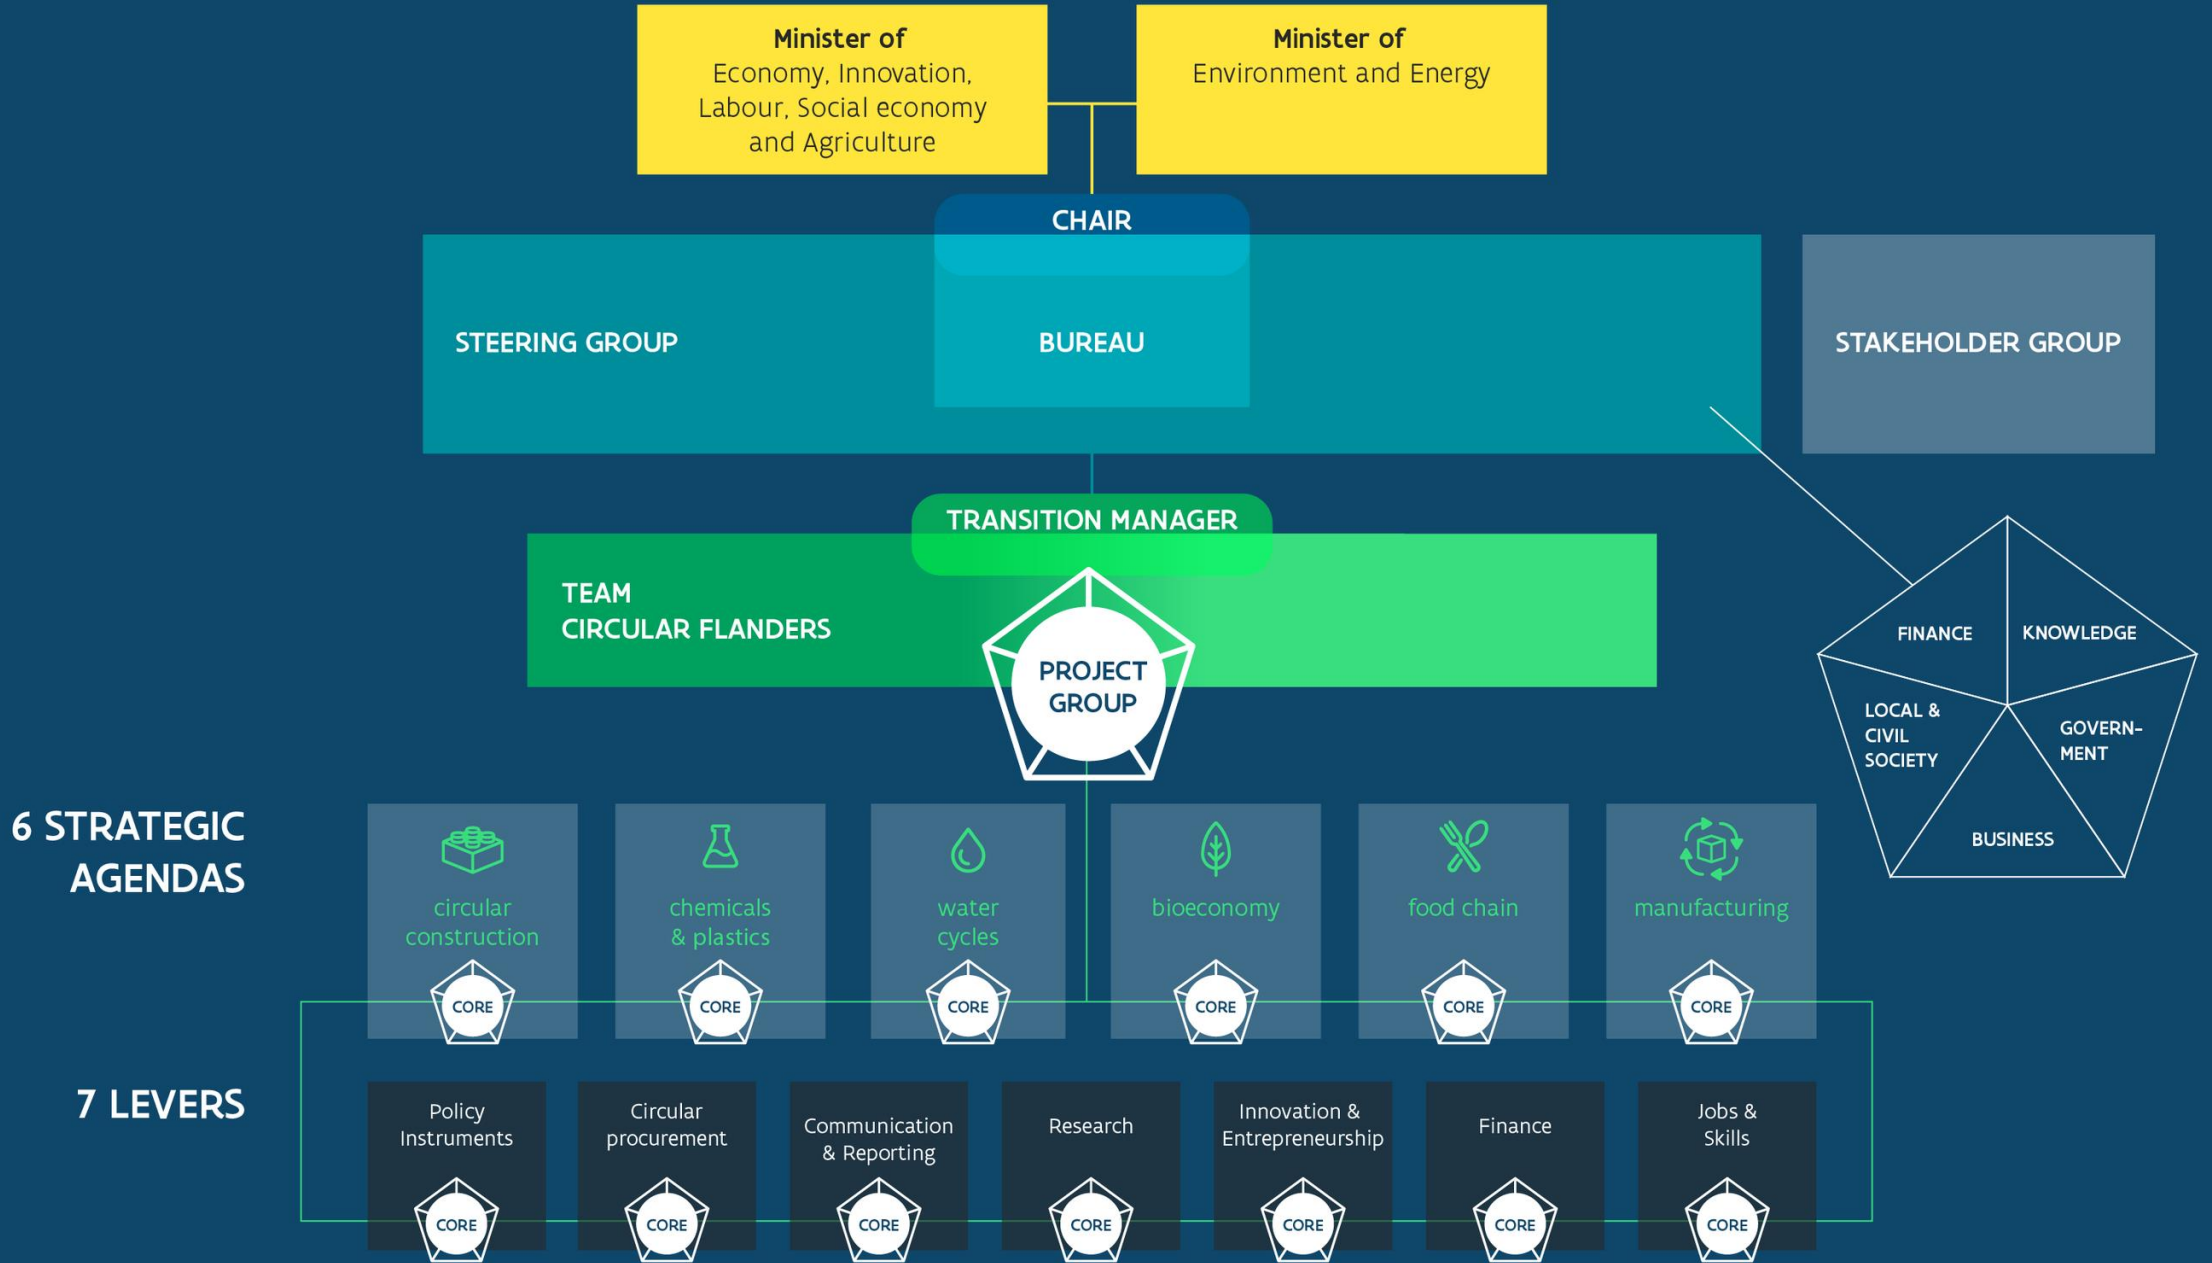 Minister of
Economy, Innovation,
Labour, Social economy
and Agriculture
Minister of
Environment and Energy
CHAIR
STEERING GROUP
BUREAU
STAKEHOLDER GROUP
TRANSITION MANAGER
TEAM
CIRCULAR FLANDERS
PROJECT
GROUP
FINANCE
KNOWLEDGE
LOCAL &
CIVIL
SOCIETY
GOVERN-
MENT
BUSINESS
6 STRATEGIC
AGENDAS
circular
construction
CORE
chemicals
& plastics
CORE
water
cycles
CORE
bioeconomy
CORE
food chain
CORE
manufacturing
CORE
7 LEVERS
Policy
Instruments
CORE
Circular
procurement
CORE
Communication
& Reporting
CORE
Research
CORE
Innovation &
Entrepreneurship
CORE
Finance
CORE
Jobs &
Skills
CORE